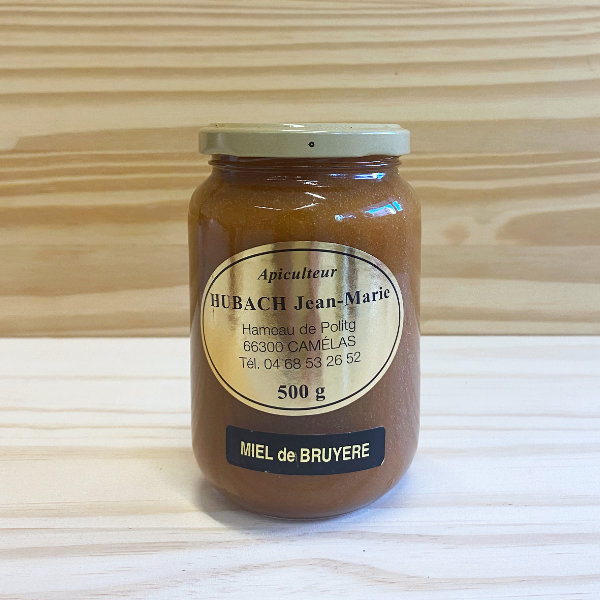 Apiculteur
HUBACH Jean-Marie
Hameau de Politg
66300 CAMÉLAS
Tél. 04 68 53 26 52
500 g
MIEL de BRUYERE